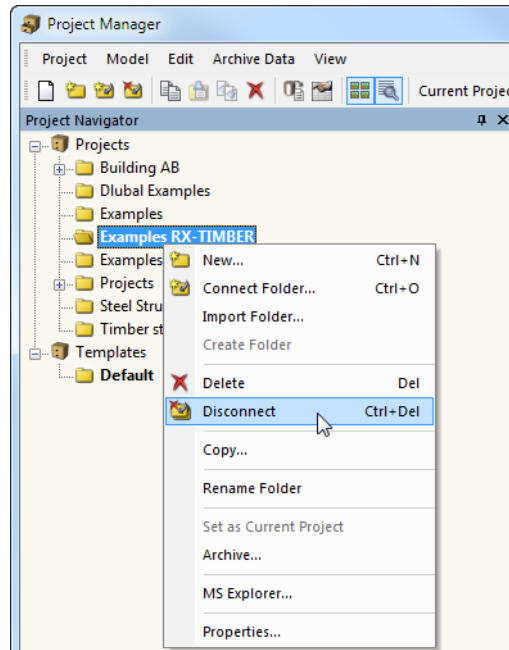 Project Manager
Project Model Edit Archive Data View
Current Projec
Project Navigator
Projects
Building AB
Dlubal Examples
Examples
Examples RX-TIMBER
Examples
Projects
Steel Stru
Timber st
Templates
Default
New... Ctrl+N
Connect Folder... Ctrl+O
Import Folder...
Create Folder
Delete Del
Disconnect Ctrl+Del
Copy...
Rename Folder
Set as Current Project
Archive...
MS Explorer...
Properties...